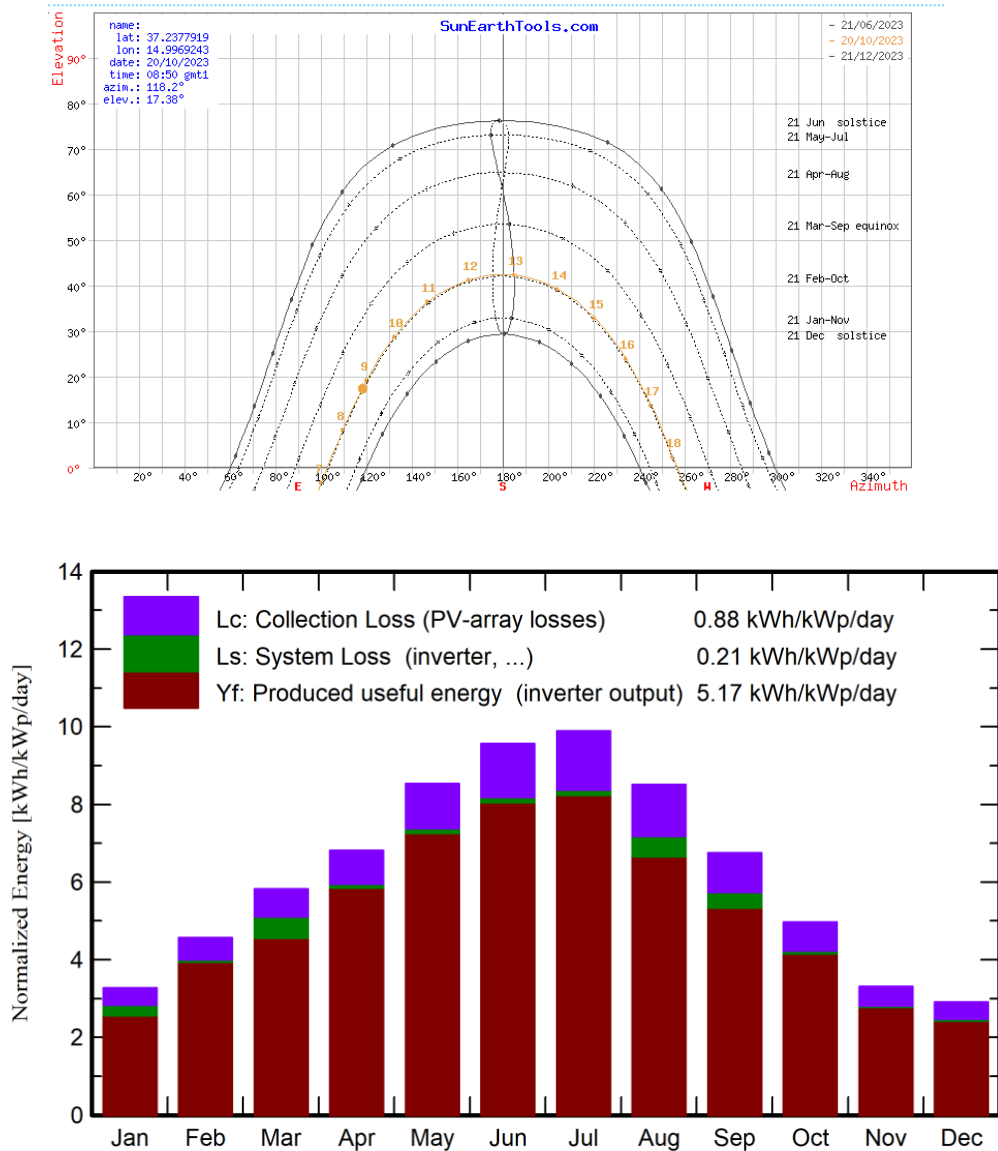 name:
lat: 37.2377919
lon: 14.9969243
date: 20/10/2023
time: 08:50 gmt1
azim.: 118.2°
elev.: 17.38°
SunEarthTools.com
— 21/06/2023
— 20/10/2023
— 21/12/2023
Elevation
90°
80°
70°
60°
50°
40°
30°
20°
10°
0°
21 Jun solstice
21 May-Jul
21 Apr-Aug
21 Mar-Sep equinox
21 Feb-Oct
21 Jan-Nov
21 Dec solstice
7 8 9 10 11 12 13 14 15 16 17 18
20° 40° 60° 80° 100° 120° 140° 160° 180° 200° 220° 240° 260° 280° 300° 320° 340°
E S W Azimuth
Normalized Energy [kWh/kWp/day]
14
12
10
8
6
4
2
0
Lc: Collection Loss (PV-array losses) 0.88 kWh/kWp/day
Ls: System Loss (inverter, ...) 0.21 kWh/kWp/day
Yf: Produced useful energy (inverter output) 5.17 kWh/kWp/day
Jan Feb Mar Apr May Jun Jul Aug Sep Oct Nov Dec